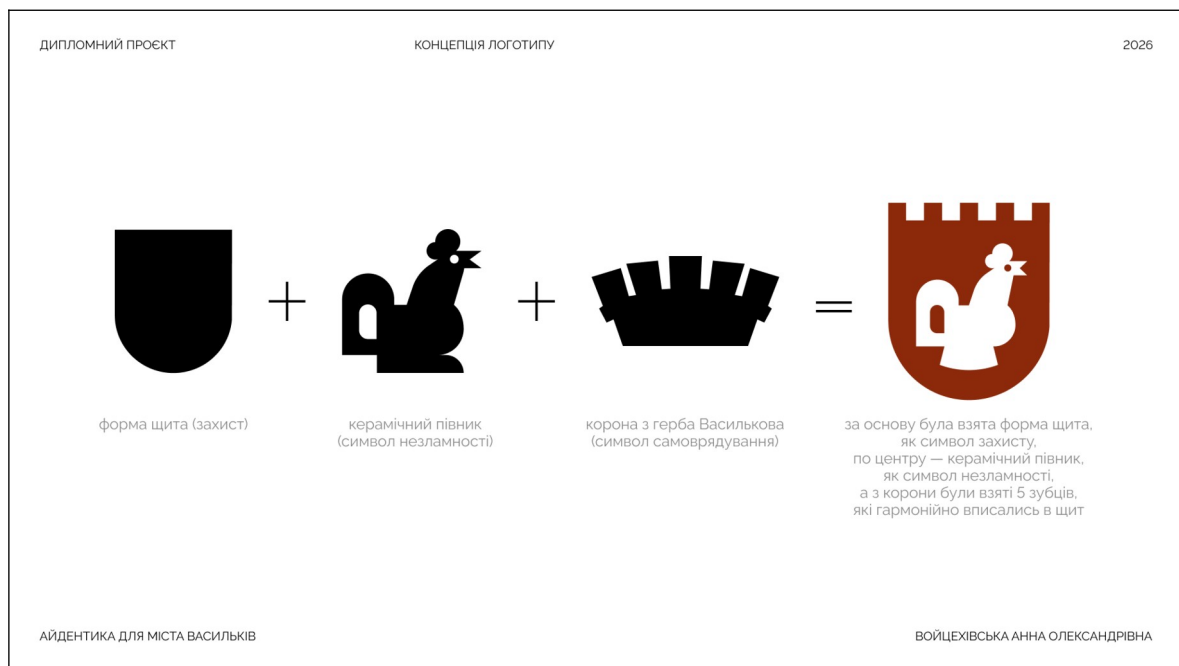 ДИПЛОМНИЙ ПРОЄКТ
КОНЦЕПЦІЯ ЛОГОТИПУ
2026
форма щита (захист)
керамічний півник
(символ незламності)
корона з герба Василькова
(символ самоврядування)
за основу була взята форма щита,
як символ захисту,
по центру — керамічний півник,
як символ незламності,
а з корони були взяті 5 зубців,
які гармонійно вписались в щит
АЙДЕНТИКА ДЛЯ МІСТА ВАСИЛЬКІВ
ВОЙЦЕХІВСЬКА АННА ОЛЕКСАНДРІВНА